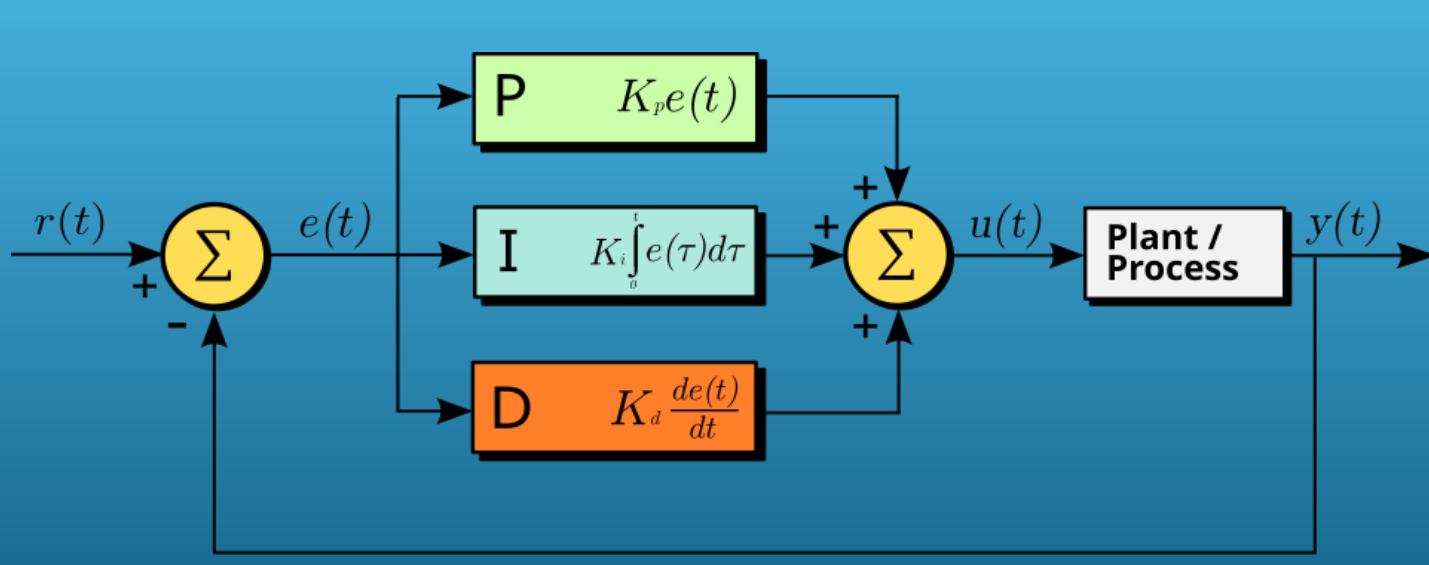 r(t)
+
-
Σ
e(t)
P K_p e(t)
I K_i ∫_0^t e(τ)dτ
D K_d de(t)/dt
+
+
+
Σ
u(t)
Plant /
Process
y(t)